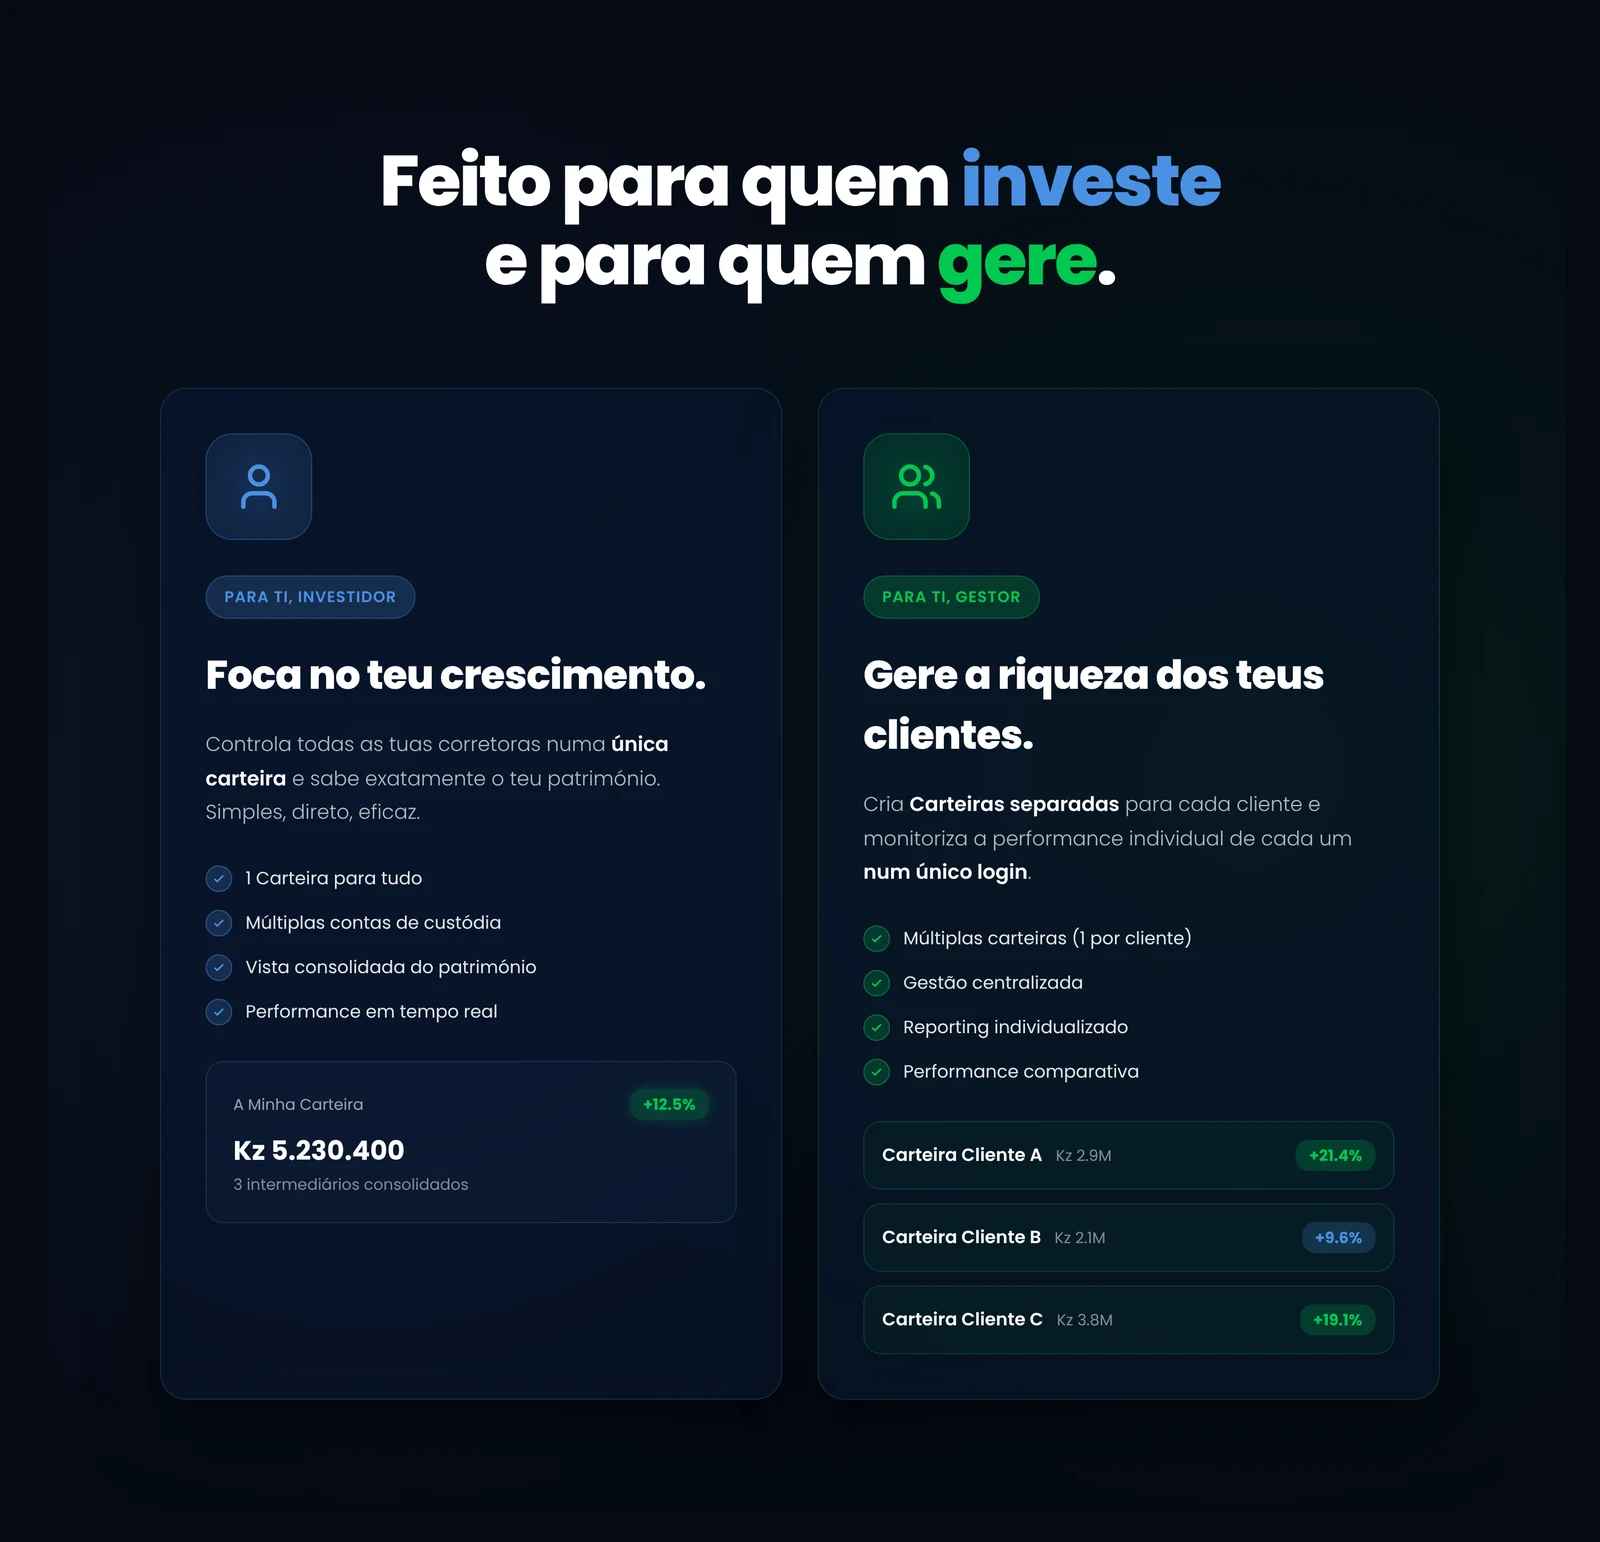 Feito para quem investe
e para quem gere.
PARA TI, INVESTIDOR
Foca no teu crescimento.
Controla todas as tuas corretoras numa única
carteira e sabe exatamente o teu património.
Simples, direto, eficaz.
1 Carteira para tudo
Múltiplas contas de custódia
Vista consolidada do património
Performance em tempo real
A Minha Carteira
+12.5%
Kz 5.230.400
3 intermediários consolidados
PARA TI, GESTOR
Gere a riqueza dos teus
clientes.
Cria Carteiras separadas para cada cliente e
monitoriza a performance individual de cada um
num único login.
Múltiplas carteiras (1 por cliente)
Gestão centralizada
Reporting individualizado
Performance comparativa
Carteira Cliente A Kz 2.9M +21.4%
Carteira Cliente B Kz 2.1M +9.6%
Carteira Cliente C Kz 3.8M +19.1%